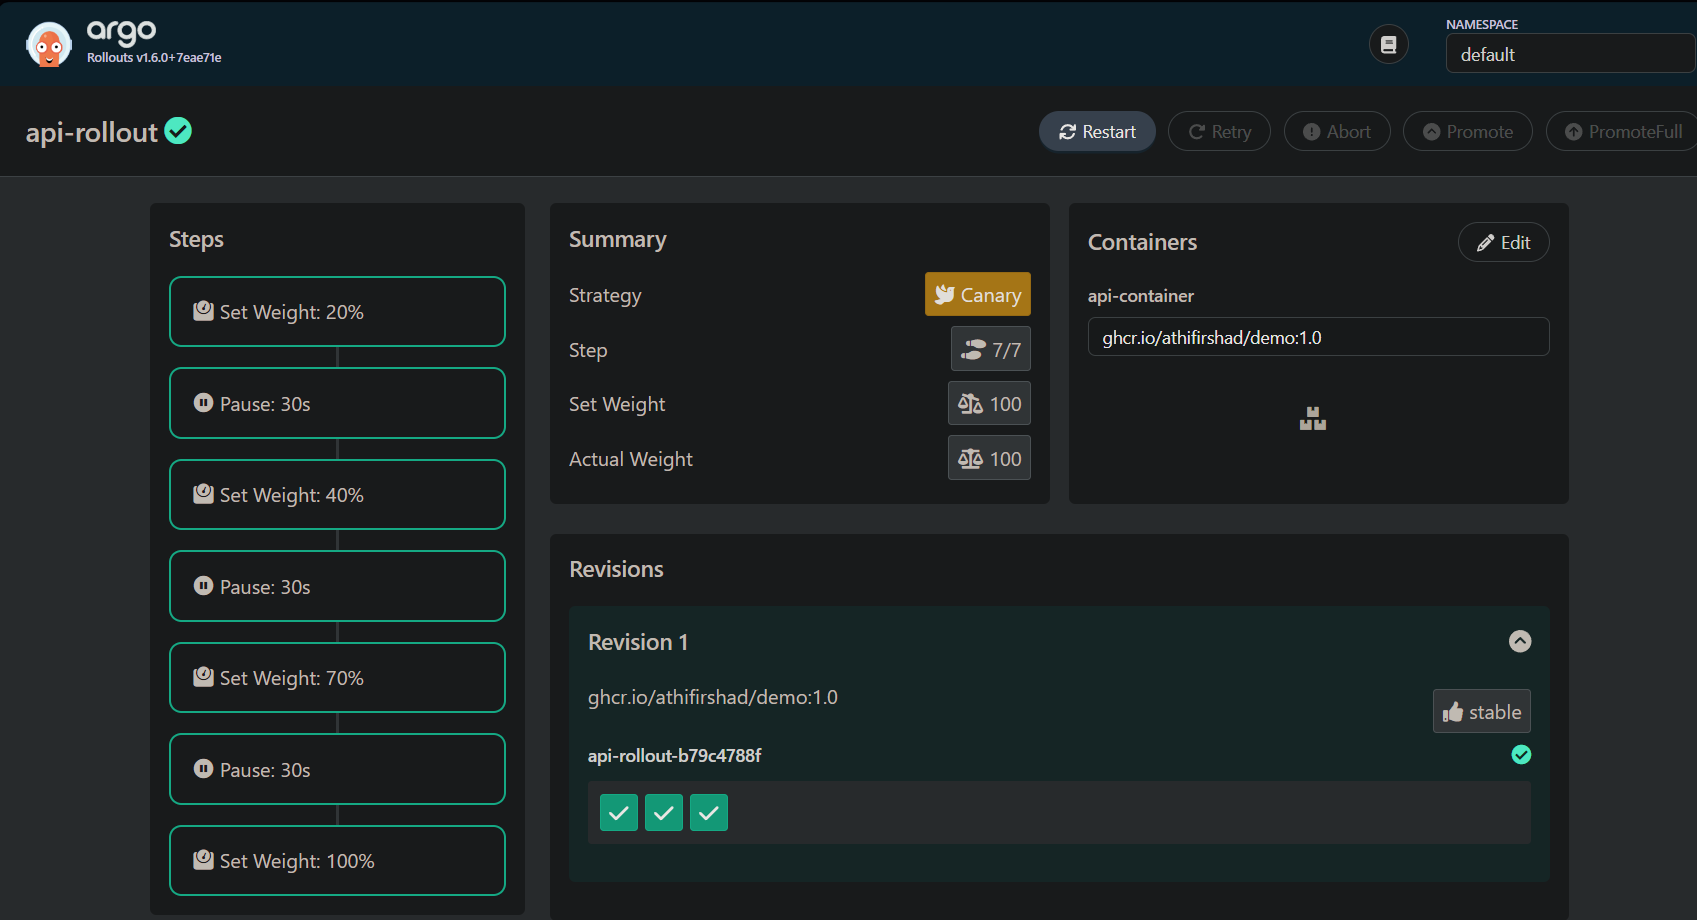 argo
Rollouts v1.6.0+7eae71e
NAMESPACE
default
api-rollout
Restart
Retry
Abort
Promote
PromoteFull
Steps
Set Weight: 20%
Pause: 30s
Set Weight: 40%
Pause: 30s
Set Weight: 70%
Pause: 30s
Set Weight: 100%
Summary
Strategy Canary
Step 7/7
Set Weight 100
Actual Weight 100
Containers
Edit
api-container
ghcr.io/athifirshad/demo:1.0
Revisions
Revision 1
ghcr.io/athifirshad/demo:1.0
stable
api-rollout-b79c4788f